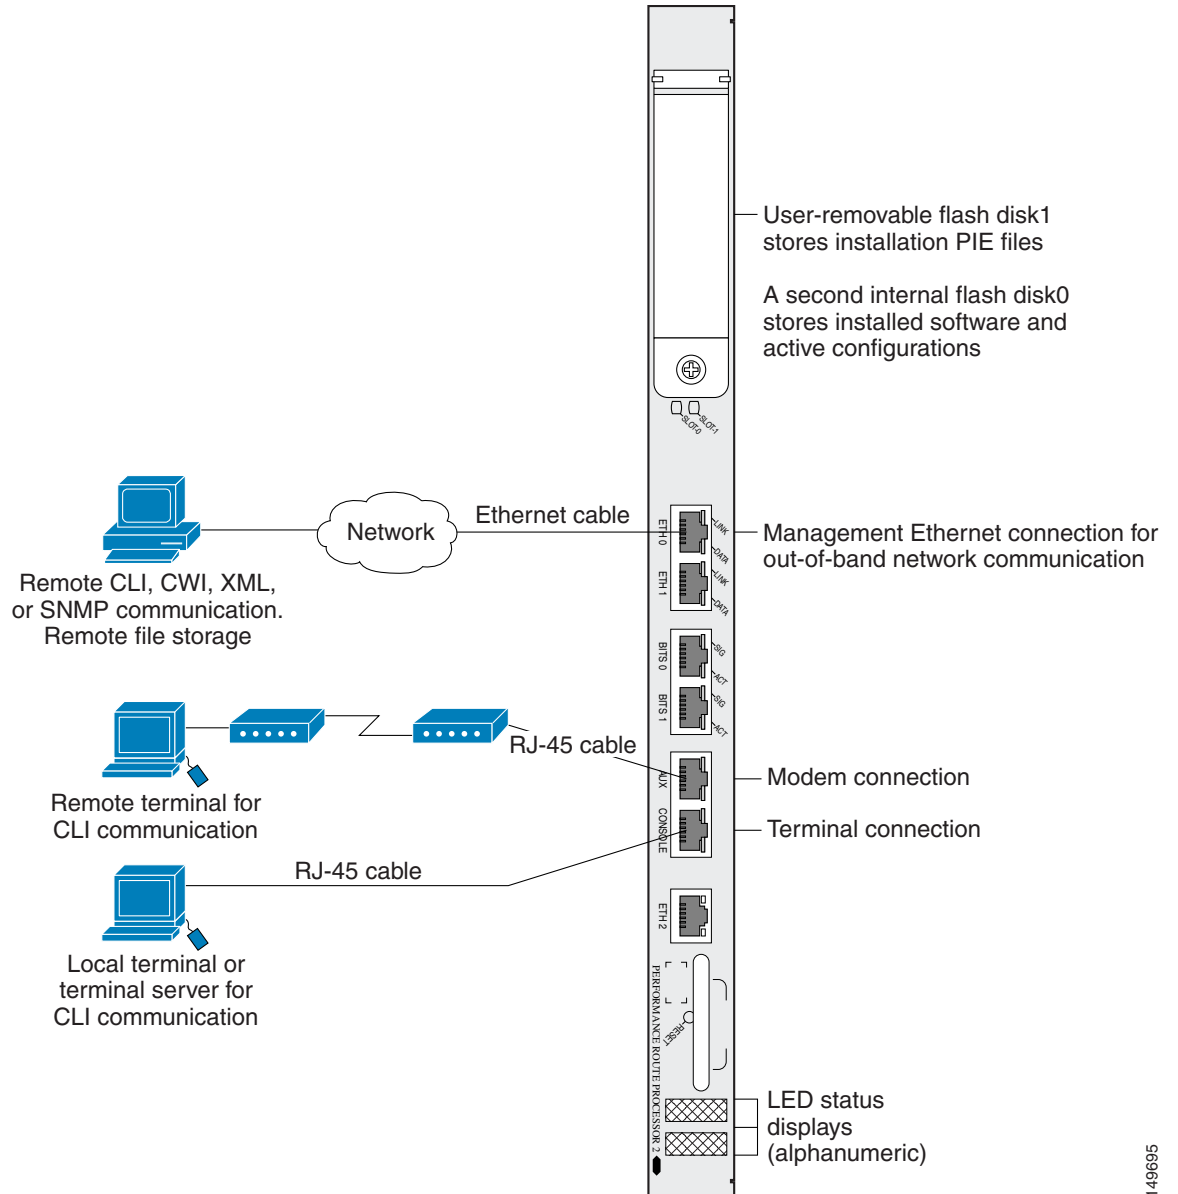 User-removable flash disk1
stores installation PIE files
A second internal flash disk0
stores installed software and
active configurations
SLOT-0
SLOT-1
Ethernet cable
Network
ETH 0
LINK
DATA
Management Ethernet connection for
out-of-band network communication
Remote CLI, CWI, XML,
or SNMP communication.
Remote file storage
ETH 1
LINK
DATA
BITS 0
SIG
ACT
BITS 1
SIG
ACT
RJ-45 cable
AUX
Modem connection
Remote terminal for
CLI communication
CONSOLE
Terminal connection
RJ-45 cable
ETH 2
Local terminal or
terminal server for
CLI communication
RESET
PERFORMANCE ROUTE PROCESSOR 2
LED status
displays
(alphanumeric)
149695